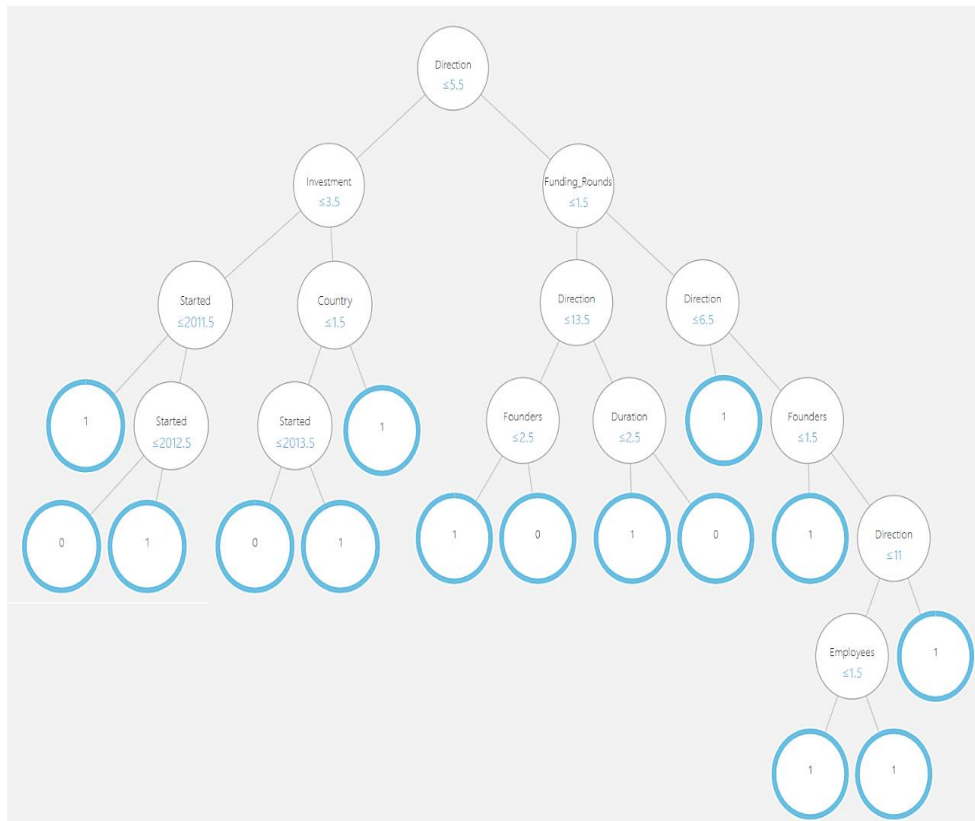 Direction
≤5.5
Investment
≤3.5
Funding_Rounds
≤1.5
Started
≤2011.5
Country
≤1.5
Direction
≤13.5
Direction
≤6.5
1
Started
≤2012.5
Started
≤2013.5
1
Founders
≤2.5
Duration
≤2.5
1
Founders
≤1.5
0
1
0
1
1
0
1
0
1
Direction
≤11
Employees
≤1.5
1
1
1